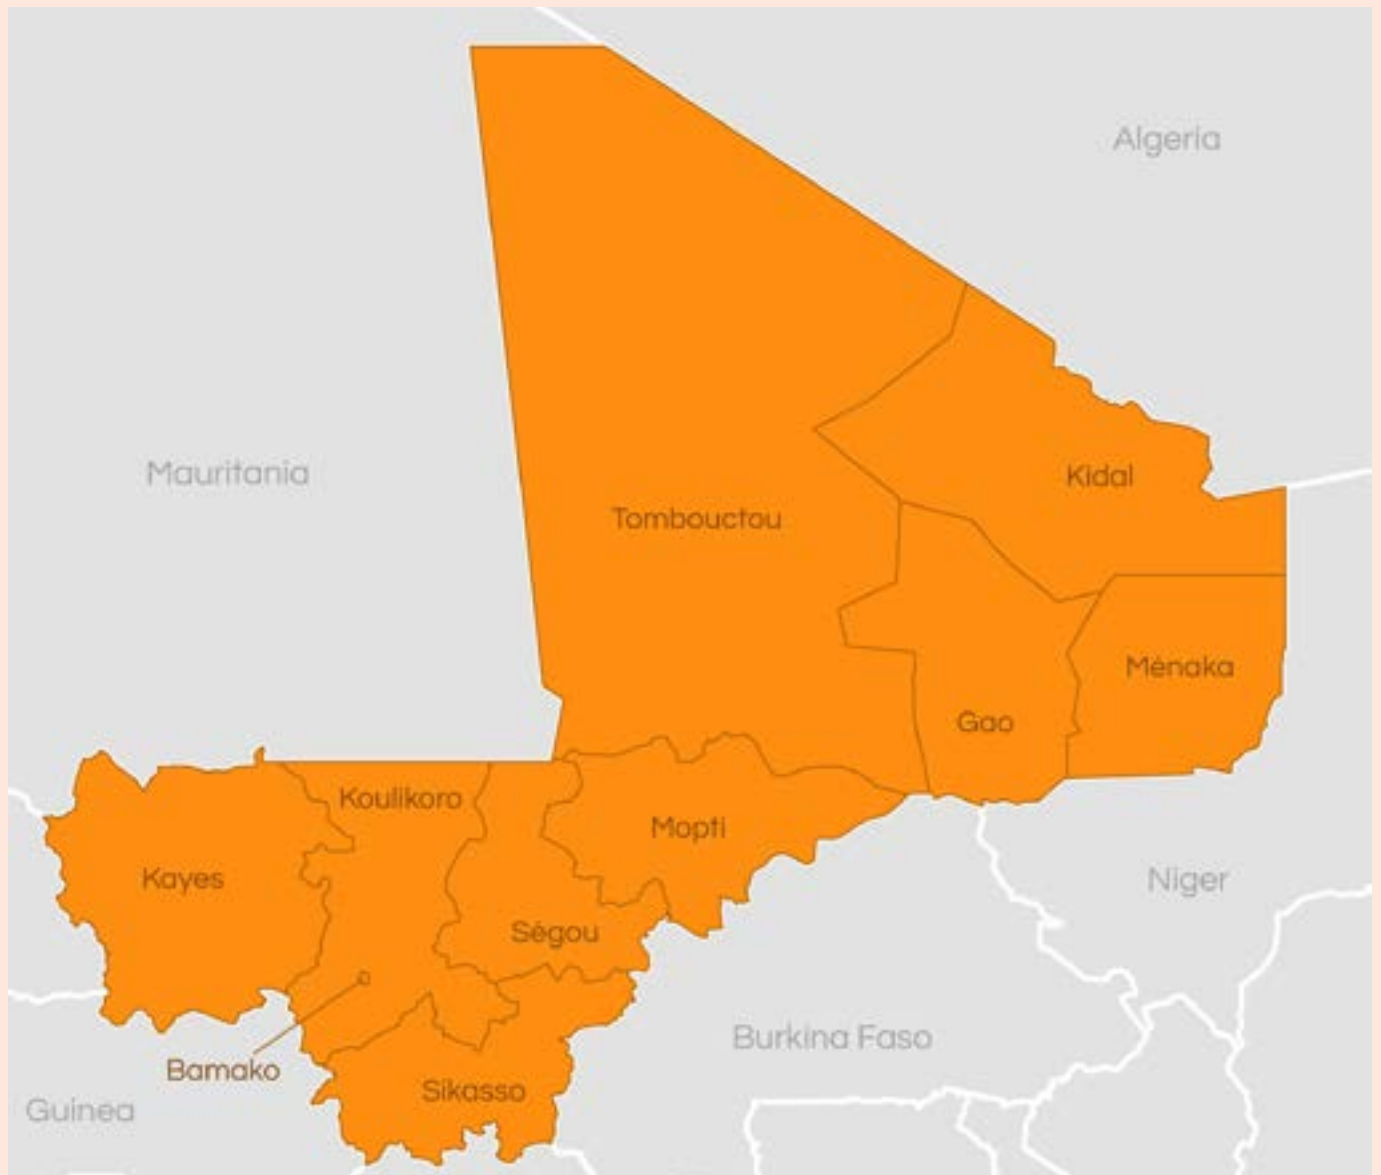 Algeria
Mauritania
Kidal
Tombouctou
Ménaka
Gao
Koulikoro
Mopti
Kayes
Niger
Ségou
Burkina Faso
Bamako
Sikasso
Guinea